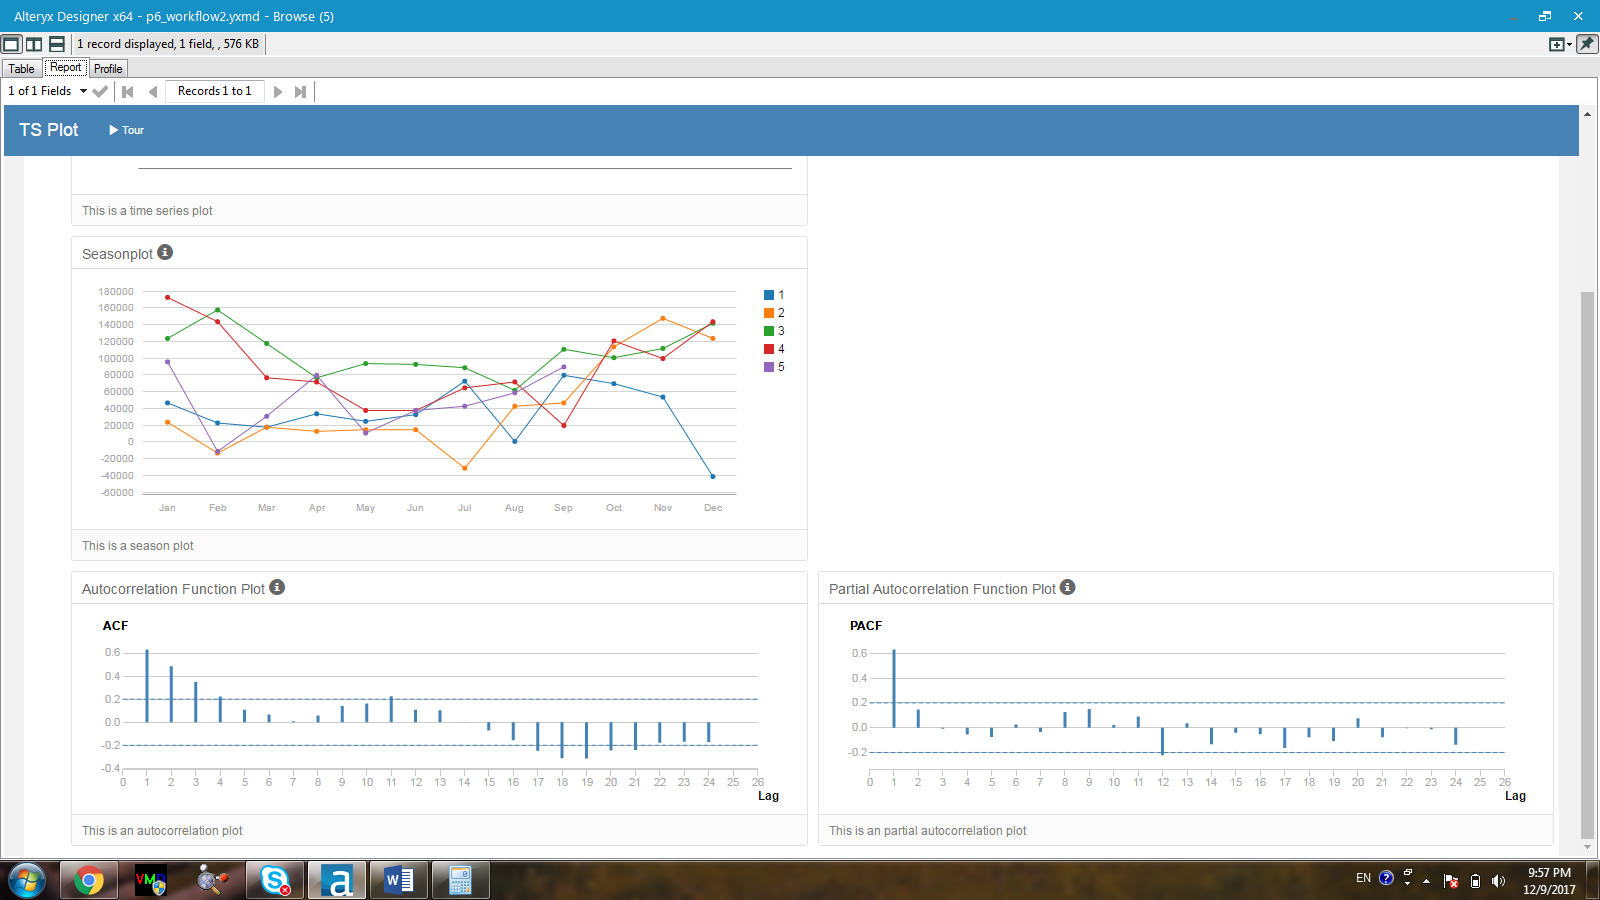 Alteryx Designer x64 - p6_workflow2.yxmd - Browse (5)
1 record displayed, 1 field, , 576 KB
Table Report Profile
1 of 1 Fields Records 1 to 1
TS Plot Tour
This is a time series plot
Seasonplot
180000
160000
140000
120000
100000
80000
60000
40000
20000
0
-20000
-40000
-60000
Jan Feb Mar Apr May Jun Jul Aug Sep Oct Nov Dec
1
2
3
4
5
This is a season plot
Autocorrelation Function Plot
ACF
0.6
0.4
0.2
0.0
-0.2
-0.4
0 1 2 3 4 5 6 7 8 9 10 11 12 13 14 15 16 17 18 19 20 21 22 23 24 25 26
Lag
This is an autocorrelation plot
Partial Autocorrelation Function Plot
PACF
0.6
0.4
0.2
0.0
-0.2
0 1 2 3 4 5 6 7 8 9 10 11 12 13 14 15 16 17 18 19 20 21 22 23 24 25 26
Lag
This is an partial autocorrelation plot
VMD
S
a
W
EN
9:57 PM
12/9/2017